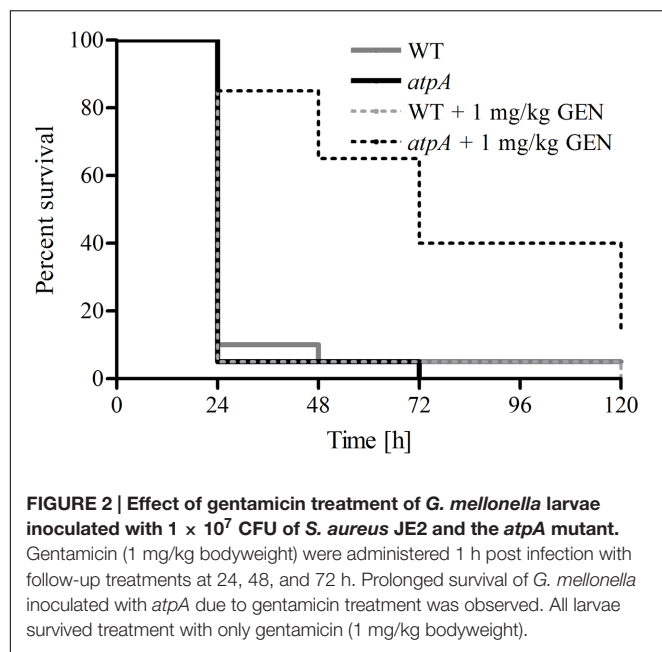 100
80
60
40
20
0
Percent survival
WT
atpA
WT + 1 mg/kg GEN
atpA + 1 mg/kg GEN
0 24 48 72 96 120
Time [h]
FIGURE 2 | Effect of gentamicin treatment of G. mellonella larvae
inoculated with 1 × 10⁷ CFU of S. aureus JE2 and the atpA mutant.
Gentamicin (1 mg/kg bodyweight) were administered 1 h post infection with
follow-up treatments at 24, 48, and 72 h. Prolonged survival of G. mellonella
inoculated with atpA due to gentamicin treatment was observed. All larvae
survived treatment with only gentamicin (1 mg/kg bodyweight).